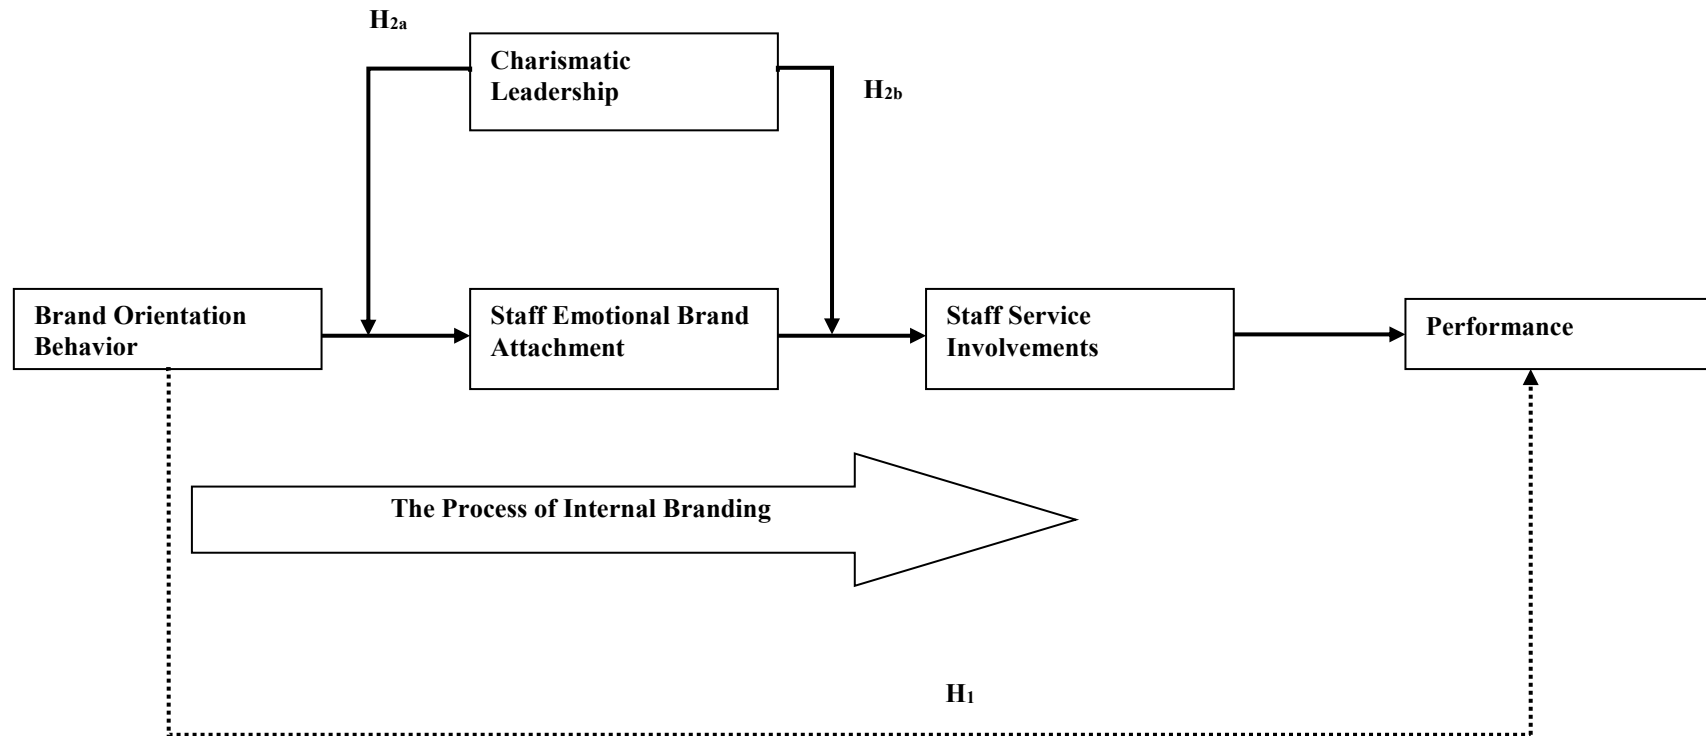 H2a
Charismatic
Leadership
H2b
Brand Orientation
Behavior
Staff Emotional Brand
Attachment
Staff Service
Involvements
Performance
The Process of Internal Branding
H1